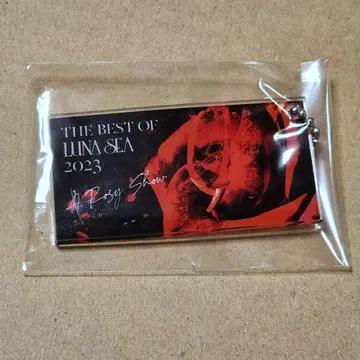 THE BEST OF
LUNA SEA
2023
A Rosy Show